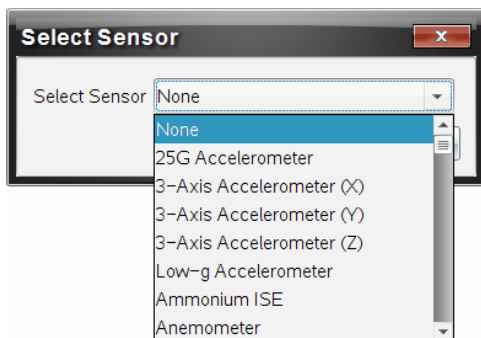 Select Sensor
x
Select Sensor None
None
25G Accelerometer
3-Axis Accelerometer (X)
3-Axis Accelerometer (Y)
3-Axis Accelerometer (Z)
Low-g Accelerometer
Ammonium ISE
Anemometer